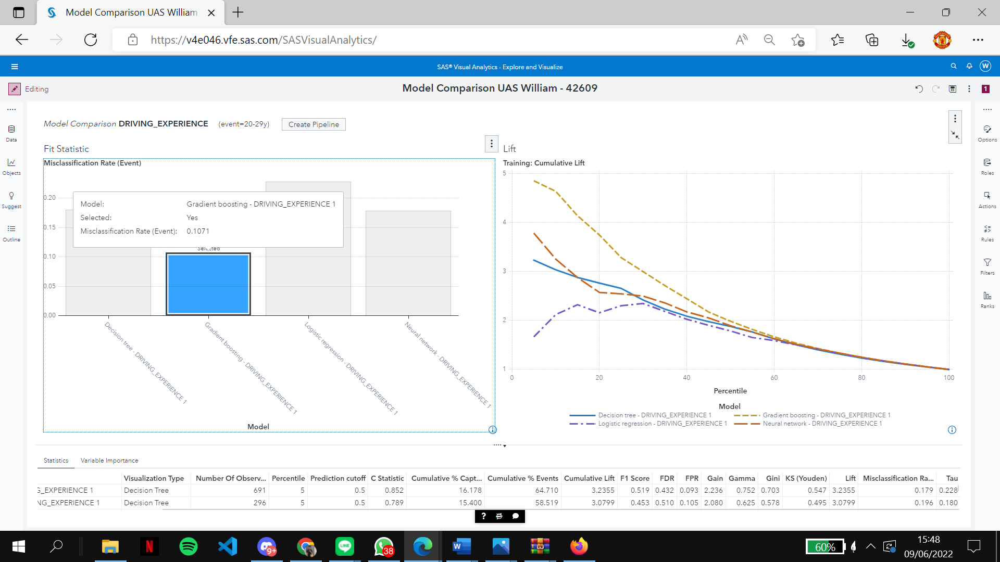 Model Comparison UAS William
https://v4e046.vfe.sas.com/SASVisualAnalytics/
SAS® Visual Analytics - Explore and Visualize
W
Editing
Model Comparison UAS William - 42609
1
Data
Objects
Suggest
Outline
Options
Roles
Actions
Rules
Filters
Ranks
Model Comparison DRIVING_EXPERIENCE (event=20-29y) Create Pipeline
Fit Statistic
Misclassification Rate (Event)
0.20
0.15
0.10
0.05
0.00
Model: Gradient boosting - DRIVING_EXPERIENCE 1
Selected: Yes
Misclassification Rate (Event): 0.1071
Selected
Decision tree - DRIVING_EXPERIENCE 1
Gradient boosting - DRIVING_EXPERIENCE 1
Logistic regression - DRIVING_EXPERIENCE 1
Neural network - DRIVING_EXPERIENCE 1
Model
Lift
Training: Cumulative Lift
5
4
3
2
1
0 20 40 60 80 100
Percentile
Model
Decision tree - DRIVING_EXPERIENCE 1 Gradient boosting - DRIVING_EXPERIENCE 1
Logistic regression - DRIVING_EXPERIENCE 1 Neural network - DRIVING_EXPERIENCE 1
Statistics Variable Importance
Visualization Type Number Of Observ... Percentile Prediction cutoff C Statistic Cumulative % Capt... Cumulative % Events Cumulative Lift F1 Score FDR FPR Gain Gamma Gini KS (Youden) Lift Misclassification Ra... Tau
G_EXPERIENCE 1 Decision Tree 691 5 0.5 0.852 16.178 64.710 3.2355 0.519 0.432 0.093 2.236 0.752 0.703 0.547 3.2355 0.179 0.228
NG_EXPERIENCE 1 Decision Tree 296 5 0.5 0.789 15.400 58.519 3.0799 0.453 0.510 0.105 2.080 0.625 0.578 0.495 3.0799 0.196 0.180
?
N
9+
LINE
38
W
60%
15:48
09/06/2022